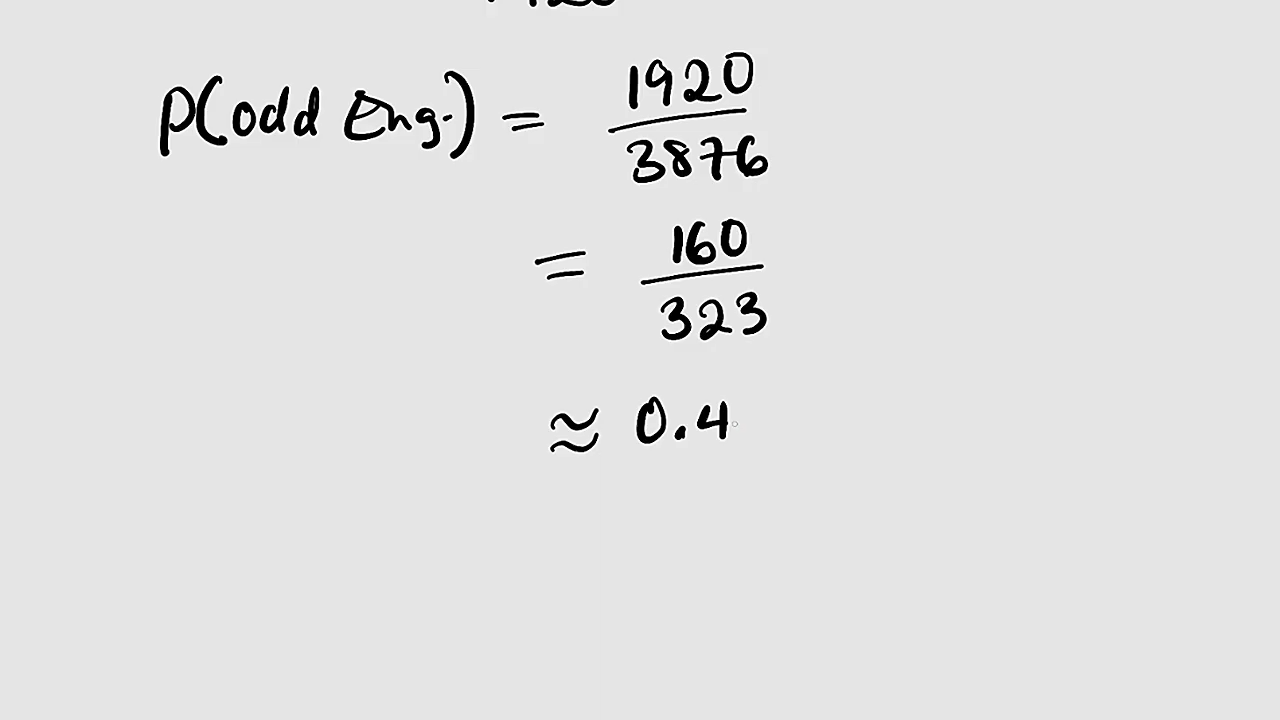 P(odd Eng.) = 1920/3876
= 160/323
≈ 0.4